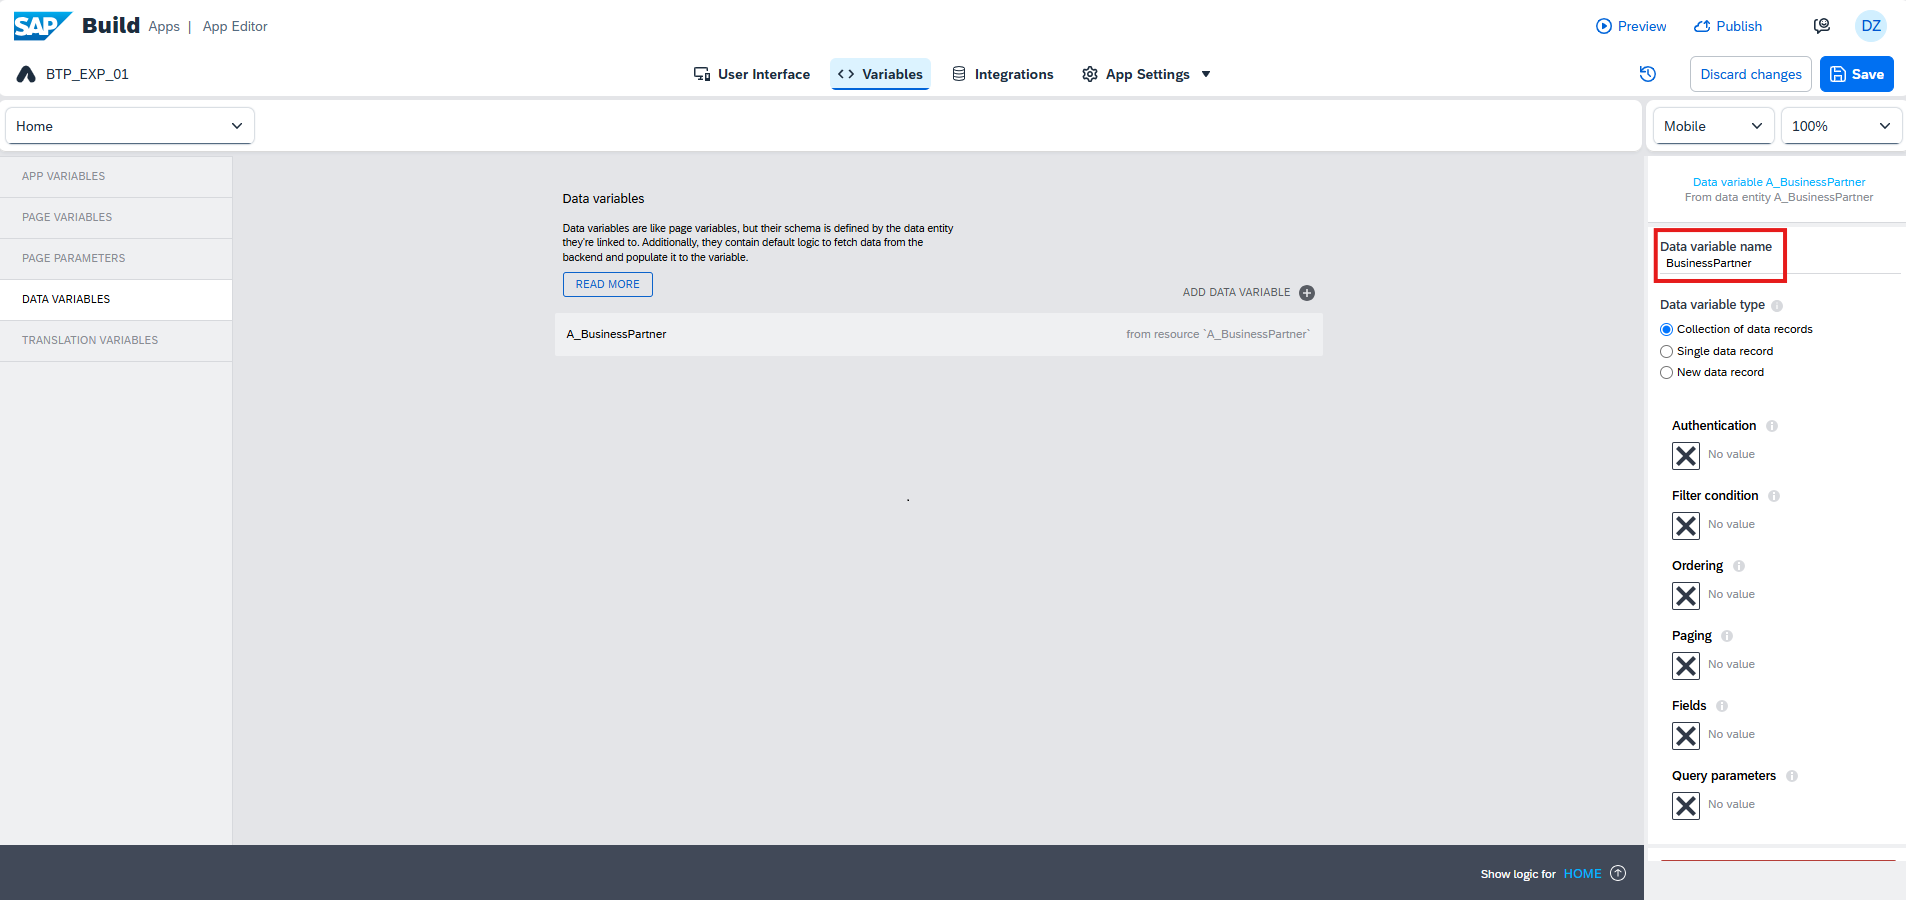 SAP Build Apps | App Editor
Preview
Publish
DZ
BTP_EXP_01
User Interface
Variables
Integrations
App Settings
Discard changes
Save
Home
Mobile
100%
APP VARIABLES
PAGE VARIABLES
PAGE PARAMETERS
DATA VARIABLES
TRANSLATION VARIABLES
Data variables
Data variables are like page variables, but their schema is defined by the data entity
they're linked to. Additionally, they contain default logic to fetch data from the
backend and populate it to the variable.
READ MORE
ADD DATA VARIABLE
A_BusinessPartner
from resource `A_BusinessPartner`
Data variable A_BusinessPartner
From data entity A_BusinessPartner
Data variable name
BusinessPartner
Data variable type
Collection of data records
Single data record
New data record
Authentication
No value
Filter condition
No value
Ordering
No value
Paging
No value
Fields
No value
Query parameters
No value
Show logic for HOME